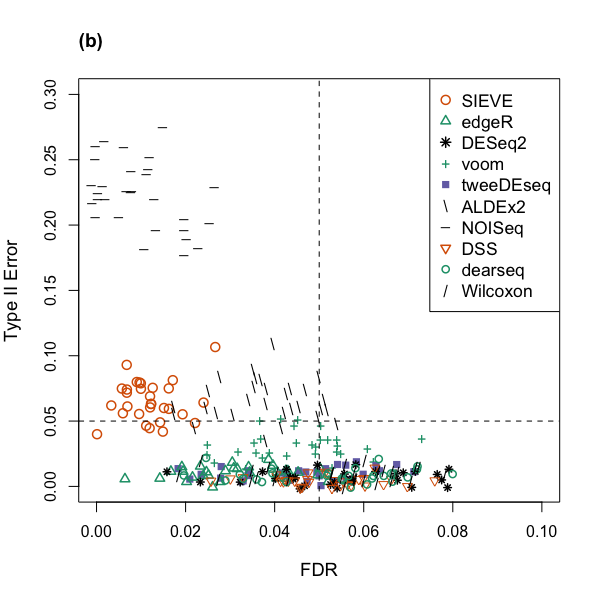 (b)
0.30
0.25
0.20
0.15
0.10
0.05
0.00
Type II Error
0.00 0.02 0.04 0.06 0.08 0.10
FDR
SIEVE
edgeR
DESeq2
voom
tweeDEseq
ALDEx2
NOISeq
DSS
dearseq
Wilcoxon